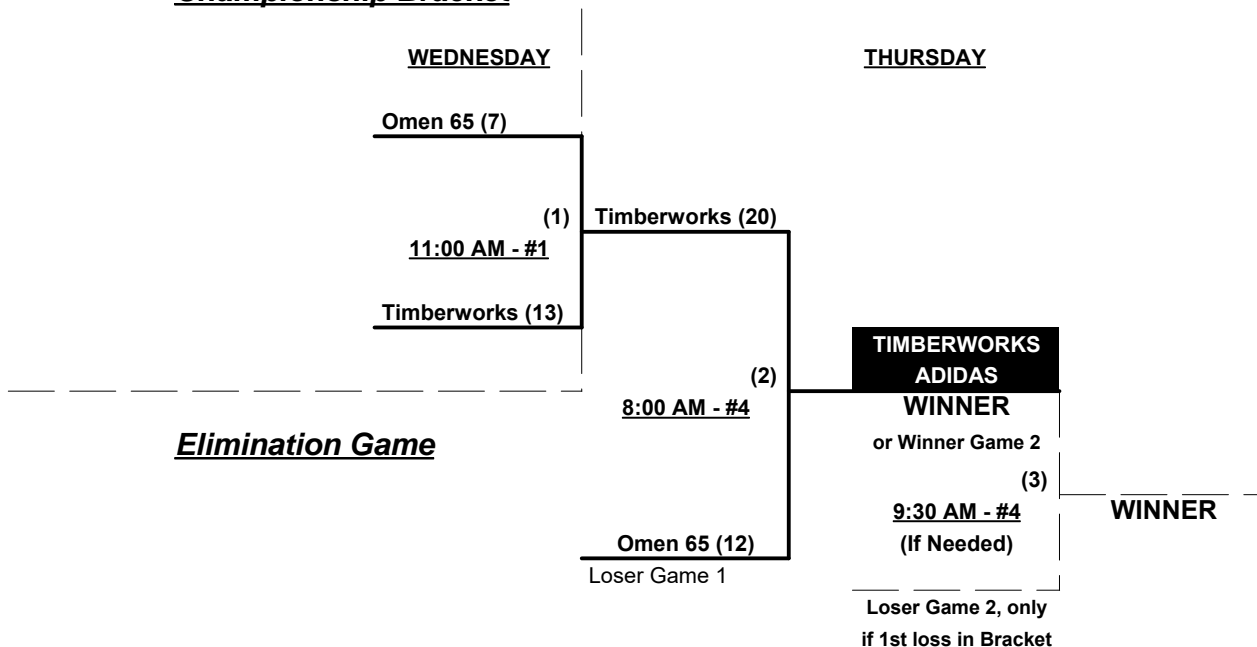 Championship Bracket
WEDNESDAY
THURSDAY
Omen 65 (7)
(1)
Timberworks (20)
11:00 AM - #1
Timberworks (13)
TIMBERWORKS
ADIDAS
(2)
8:00 AM - #4
WINNER
or Winner Game 2
Elimination Game
(3)
9:30 AM - #4
WINNER
(If Needed)
Omen 65 (12)
Loser Game 1
Loser Game 2, only
if 1st loss in Bracket